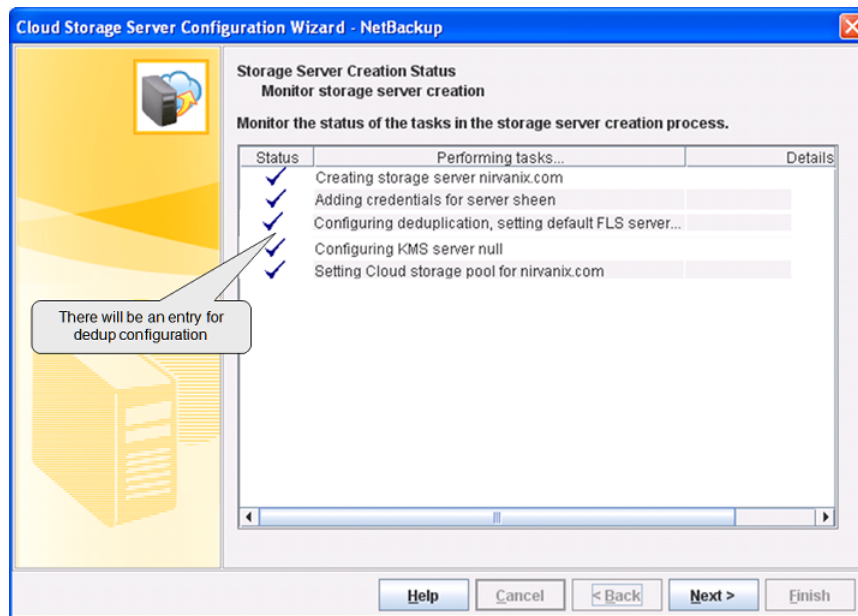 Cloud Storage Server Configuration Wizard - NetBackup
Storage Server Creation Status
Monitor storage server creation
Monitor the status of the tasks in the storage server creation process.
Status Performing tasks... Details
Creating storage server nirvanix.com
Adding credentials for server sheen
Configuring deduplication, setting default FLS server...
Configuring KMS server null
Setting Cloud storage pool for nirvanix.com
There will be an entry for
dedup configuration
Help Cancel < Back Next > Finish